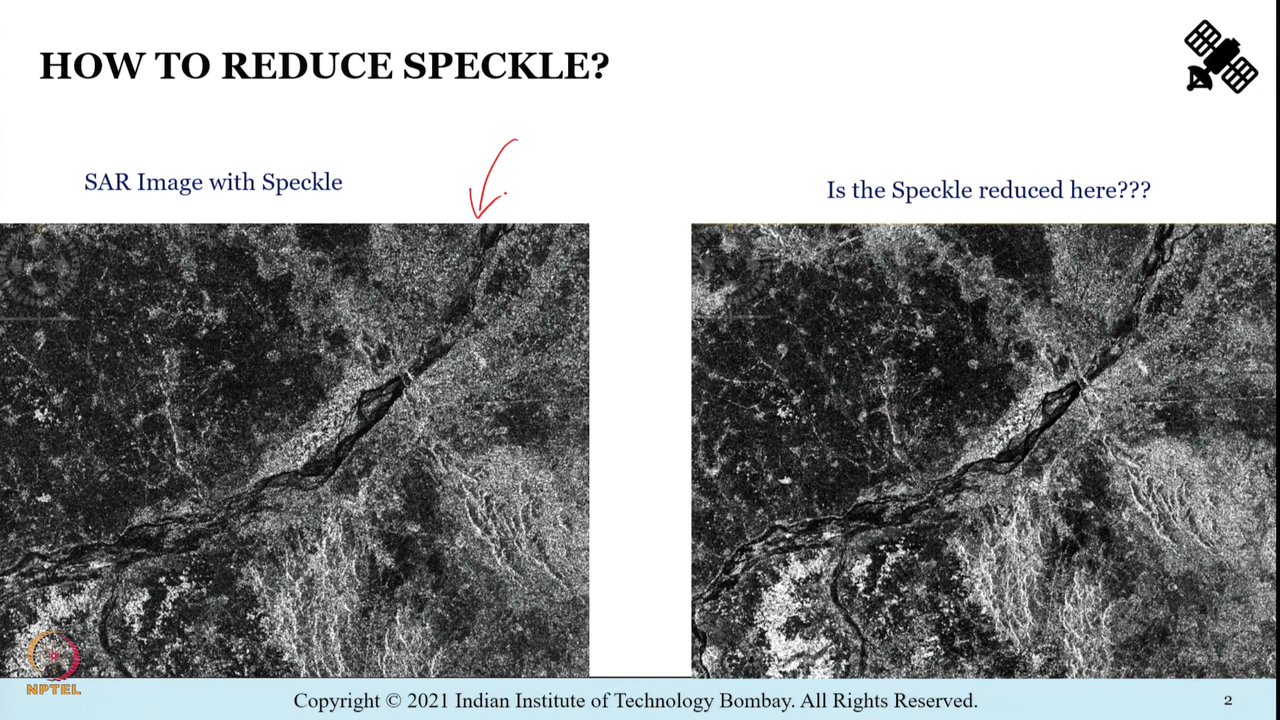 HOW TO REDUCE SPECKLE?
SAR Image with Speckle
Is the Speckle reduced here???
NPTEL
Copyright © 2021 Indian Institute of Technology Bombay. All Rights Reserved.
2